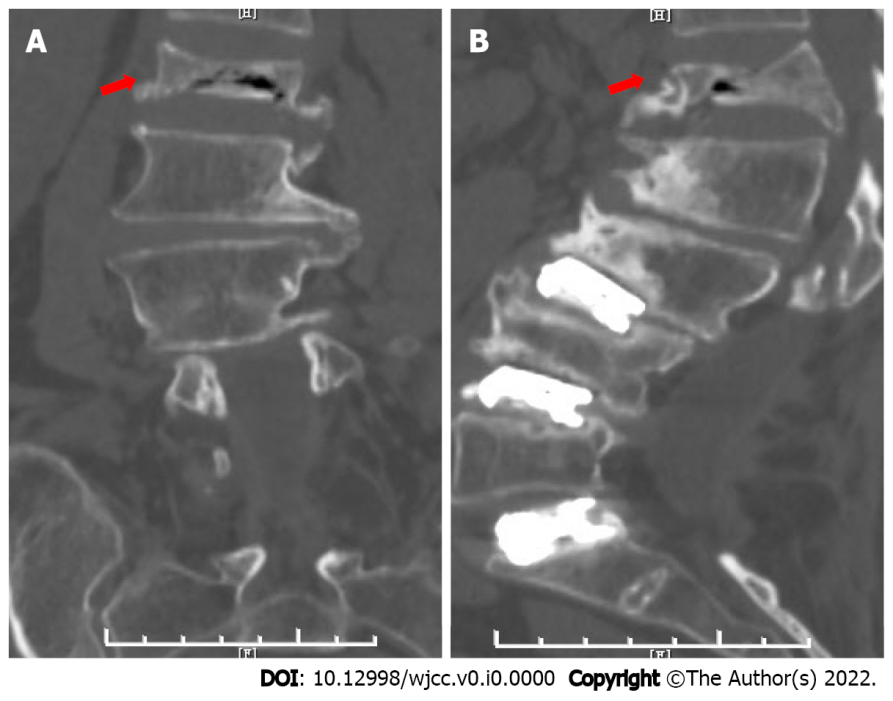 A
[H]
B
[H]
[F]
[F]
DOI: 10.12998/wjcc.v0.i0.0000 Copyright ©The Author(s) 2022.